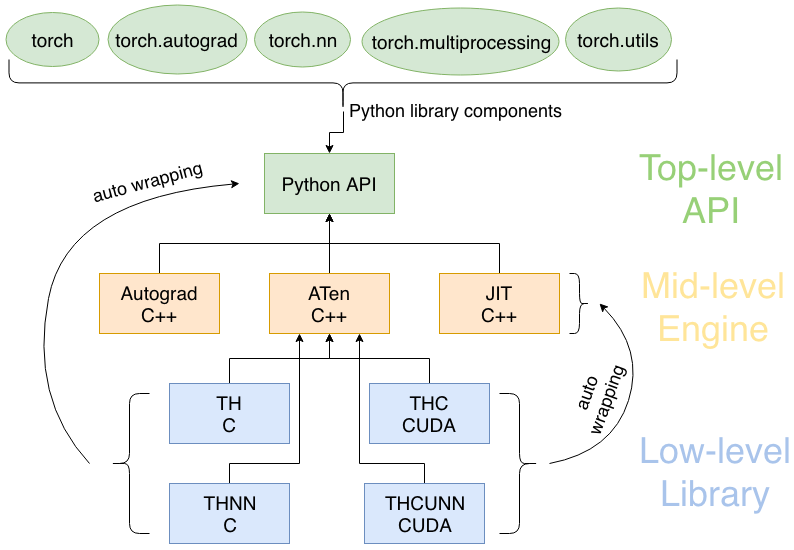 torch
torch.autograd
torch.nn
torch.multiprocessing
torch.utils
Python library components
auto wrapping
Python API
Top-level
API
Autograd
C++
ATen
C++
JIT
C++
Mid-level
Engine
auto
wrapping
TH
C
THC
CUDA
Low-level
Library
THNN
C
THCUNN
CUDA